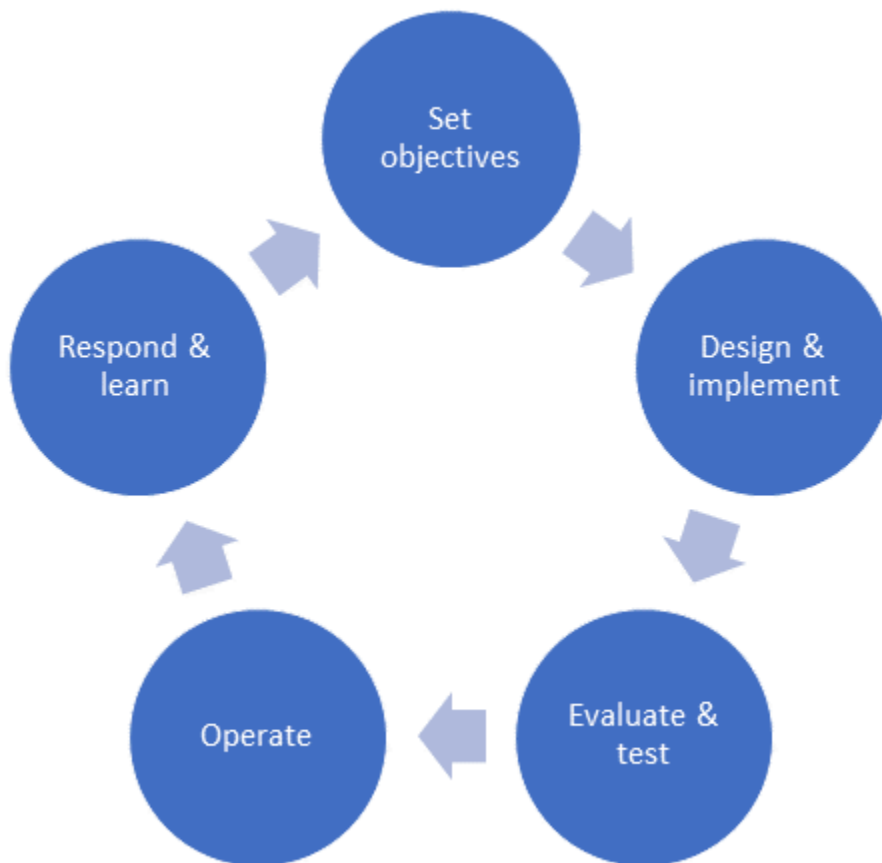 Set
objectives
Design &
implement
Evaluate &
test
Operate
Respond &
learn